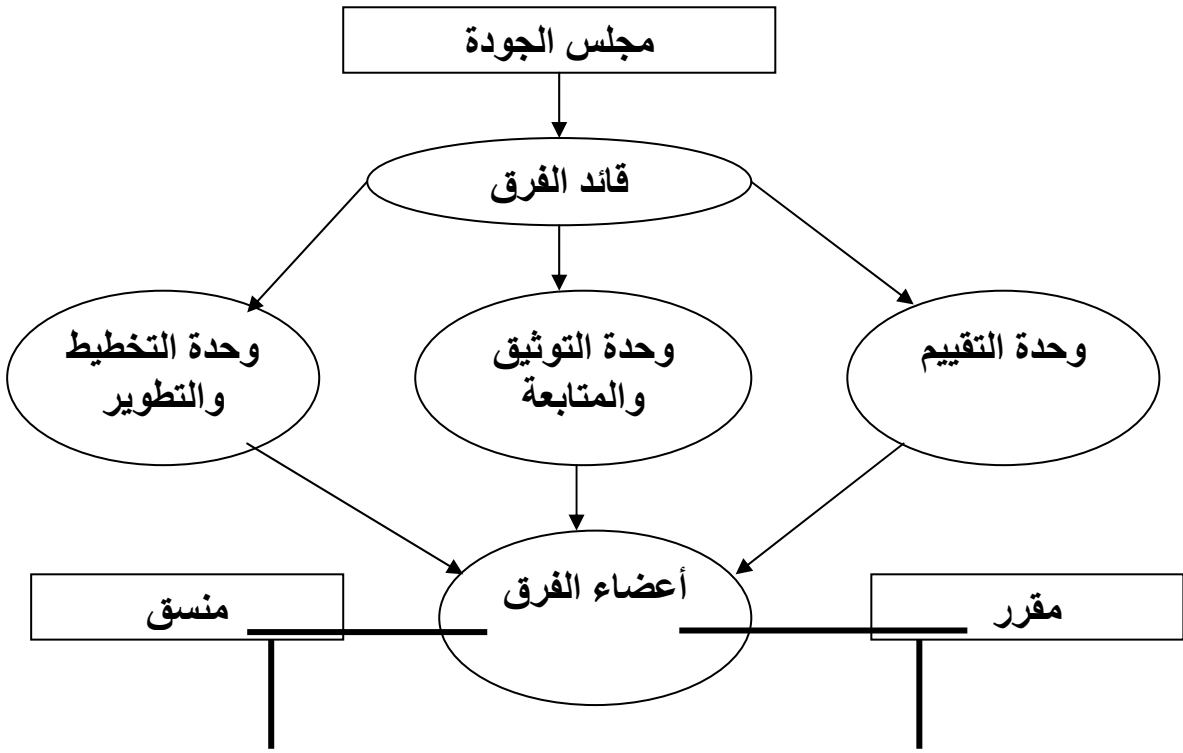 مجلس الجودة
قائد الفرق
وحدة التقييم
وحدة التوثيق
والمتابعة
وحدة التخطيط
والتطوير
أعضاء الفرق
مقرر
منسق